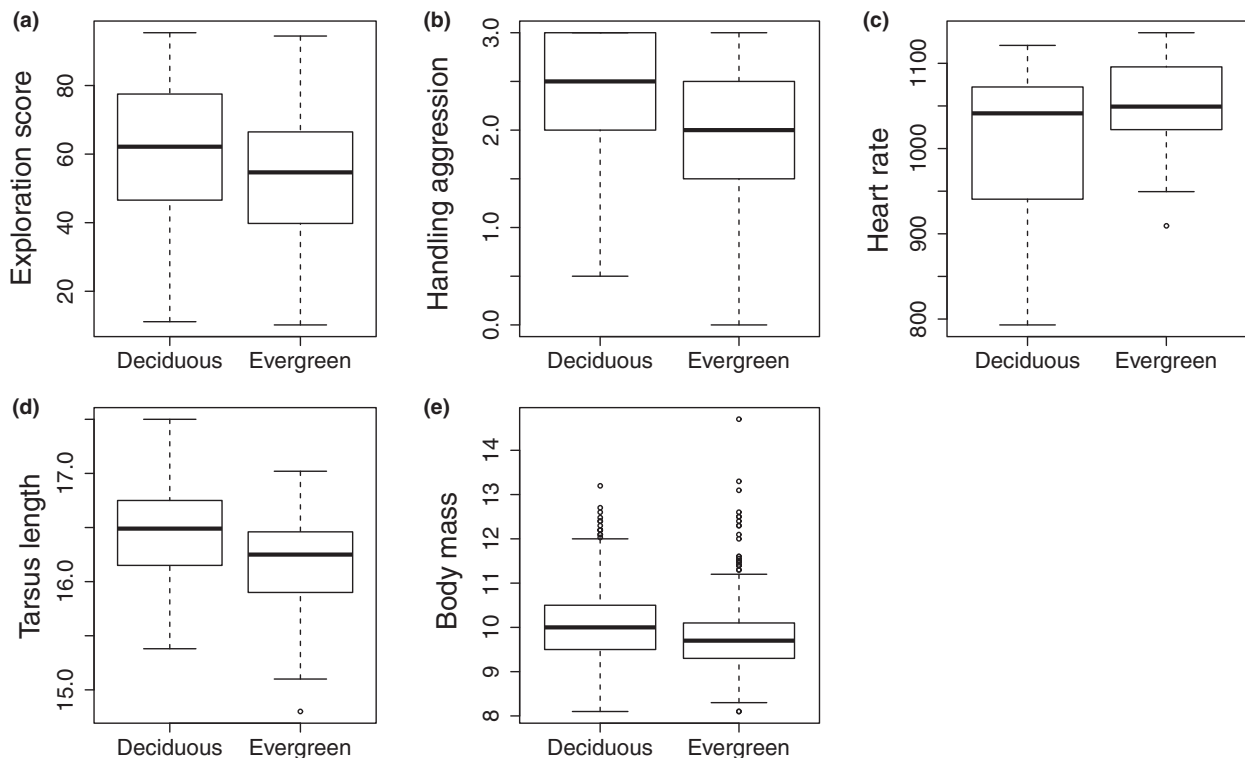 (a)
Exploration score
80
60
40
20
Deciduous Evergreen
(b)
Handling aggression
3.0
2.0
1.0
0.0
Deciduous Evergreen
(c)
Heart rate
1100
1000
900
800
Deciduous Evergreen
(d)
Tarsus length
17.0
16.0
15.0
Deciduous Evergreen
(e)
Body mass
14
13
12
11
10
9
8
Deciduous Evergreen